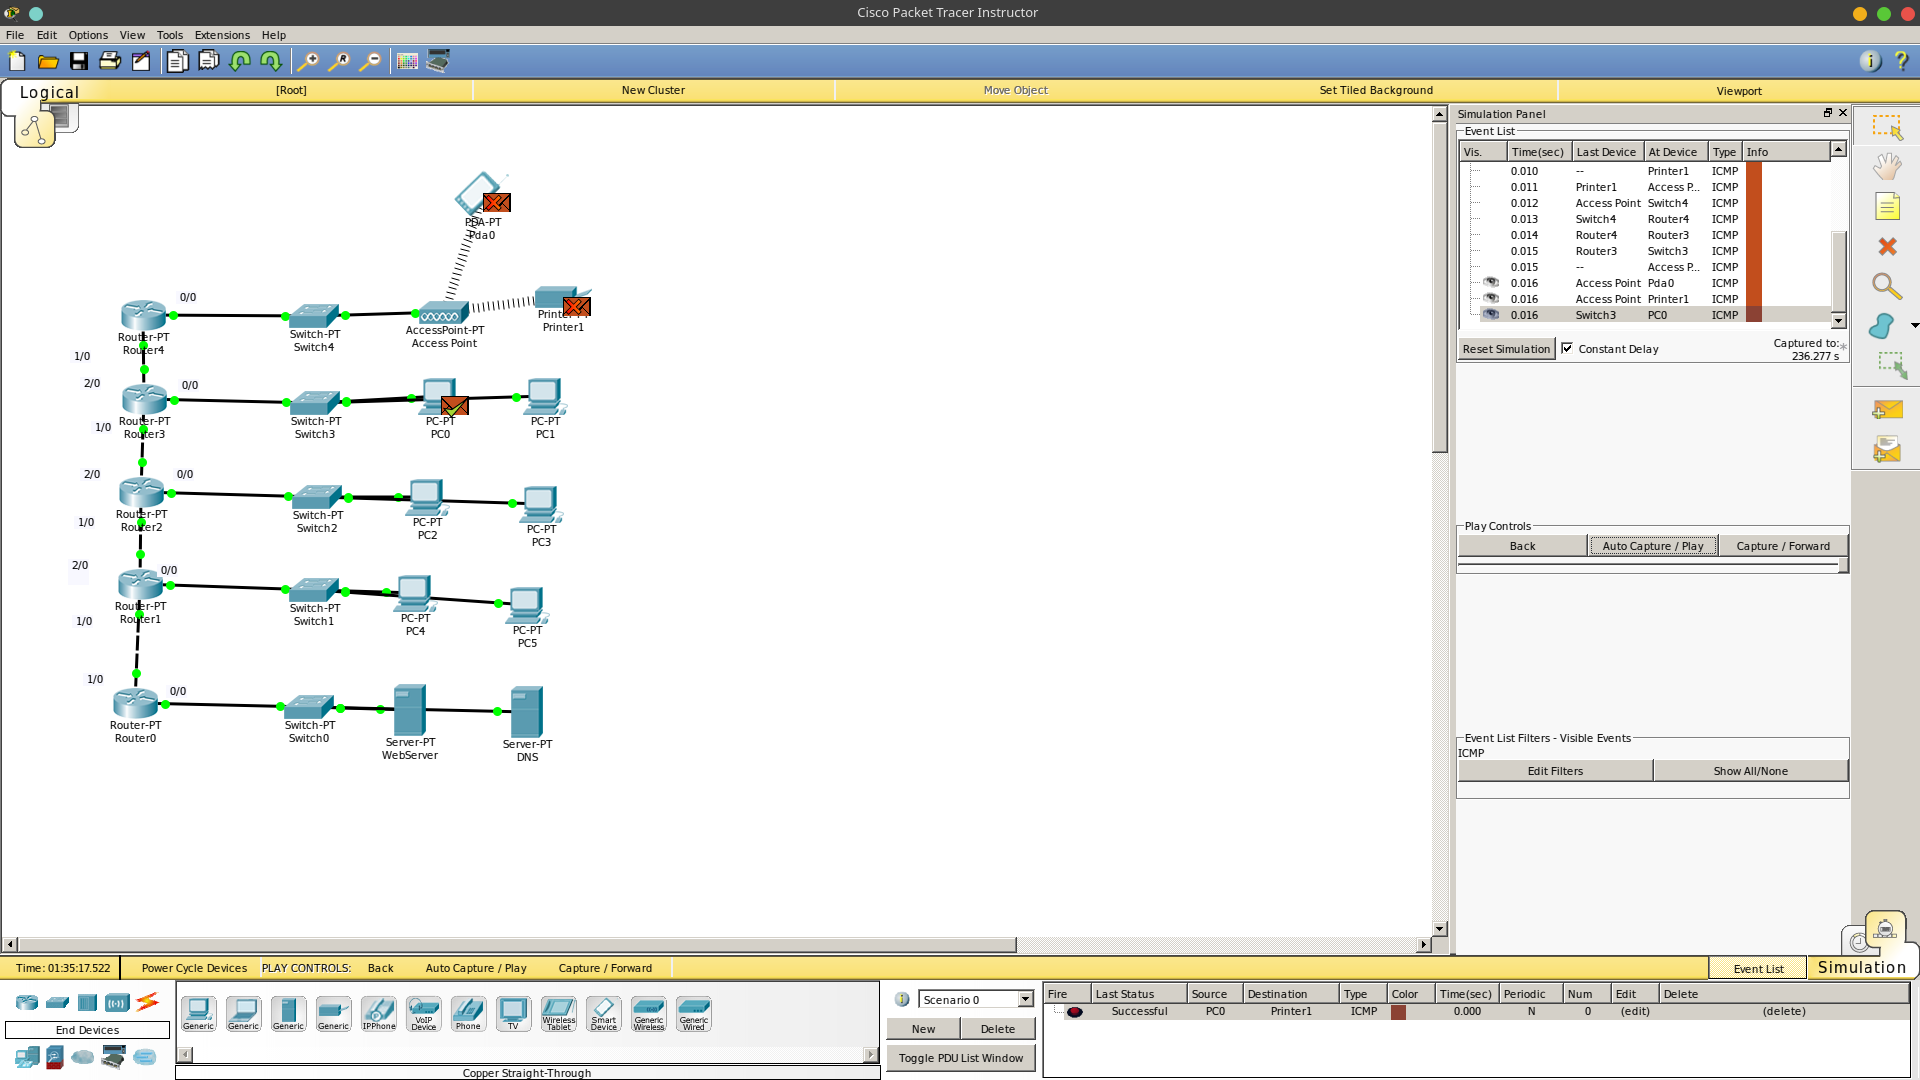 Cisco Packet Tracer Instructor
File Edit Options View Tools Extensions Help
Logical [Root] New Cluster Move Object Set Tiled Background Viewport
PDA-PT
Pda0
0/0
Router-PT
Router4
Switch-PT
Switch4
AccessPoint-PT
Access Point
Printer1
1/0
2/0
0/0
1/0
Router-PT
Router3
Switch-PT
Switch3
PC-PT
PC0
PC-PT
PC1
2/0
0/0
1/0
Router-PT
Router2
Switch-PT
Switch2
PC-PT
PC2
PC-PT
PC3
2/0
0/0
1/0
Router-PT
Router1
Switch-PT
Switch1
PC-PT
PC4
PC-PT
PC5
1/0
0/0
Router-PT
Router0
Switch-PT
Switch0
Server-PT
WebServer
Server-PT
DNS
Simulation Panel
Event List
Vis. Time(sec) Last Device At Device Type Info
0.010 -- Printer1 ICMP
0.011 Printer1 Access P... ICMP
0.012 Access Point Switch4 ICMP
0.013 Switch4 Router4 ICMP
0.014 Router4 Router3 ICMP
0.015 Router3 Switch3 ICMP
0.015 -- Access P... ICMP
0.016 Access Point Pda0 ICMP
0.016 Access Point Printer1 ICMP
0.016 Switch3 PC0 ICMP
Reset Simulation Constant Delay Captured to: *
236.277 s
Play Controls
Back Auto Capture / Play Capture / Forward
Event List Filters - Visible Events
ICMP
Edit Filters Show All/None
Time: 01:35:17.522 Power Cycle Devices PLAY CONTROLS: Back Auto Capture / Play Capture / Forward Event List Simulation
End Devices
Generic Generic Generic Generic IPPhone VoIP Device Phone TV Wireless Tablet Smart Device Generic Wireless Generic Wired
Copper Straight-Through
Scenario 0
New Delete
Toggle PDU List Window
Fire Last Status Source Destination Type Color Time(sec) Periodic Num Edit Delete
Successful PC0 Printer1 ICMP 0.000 N 0 (edit) (delete)